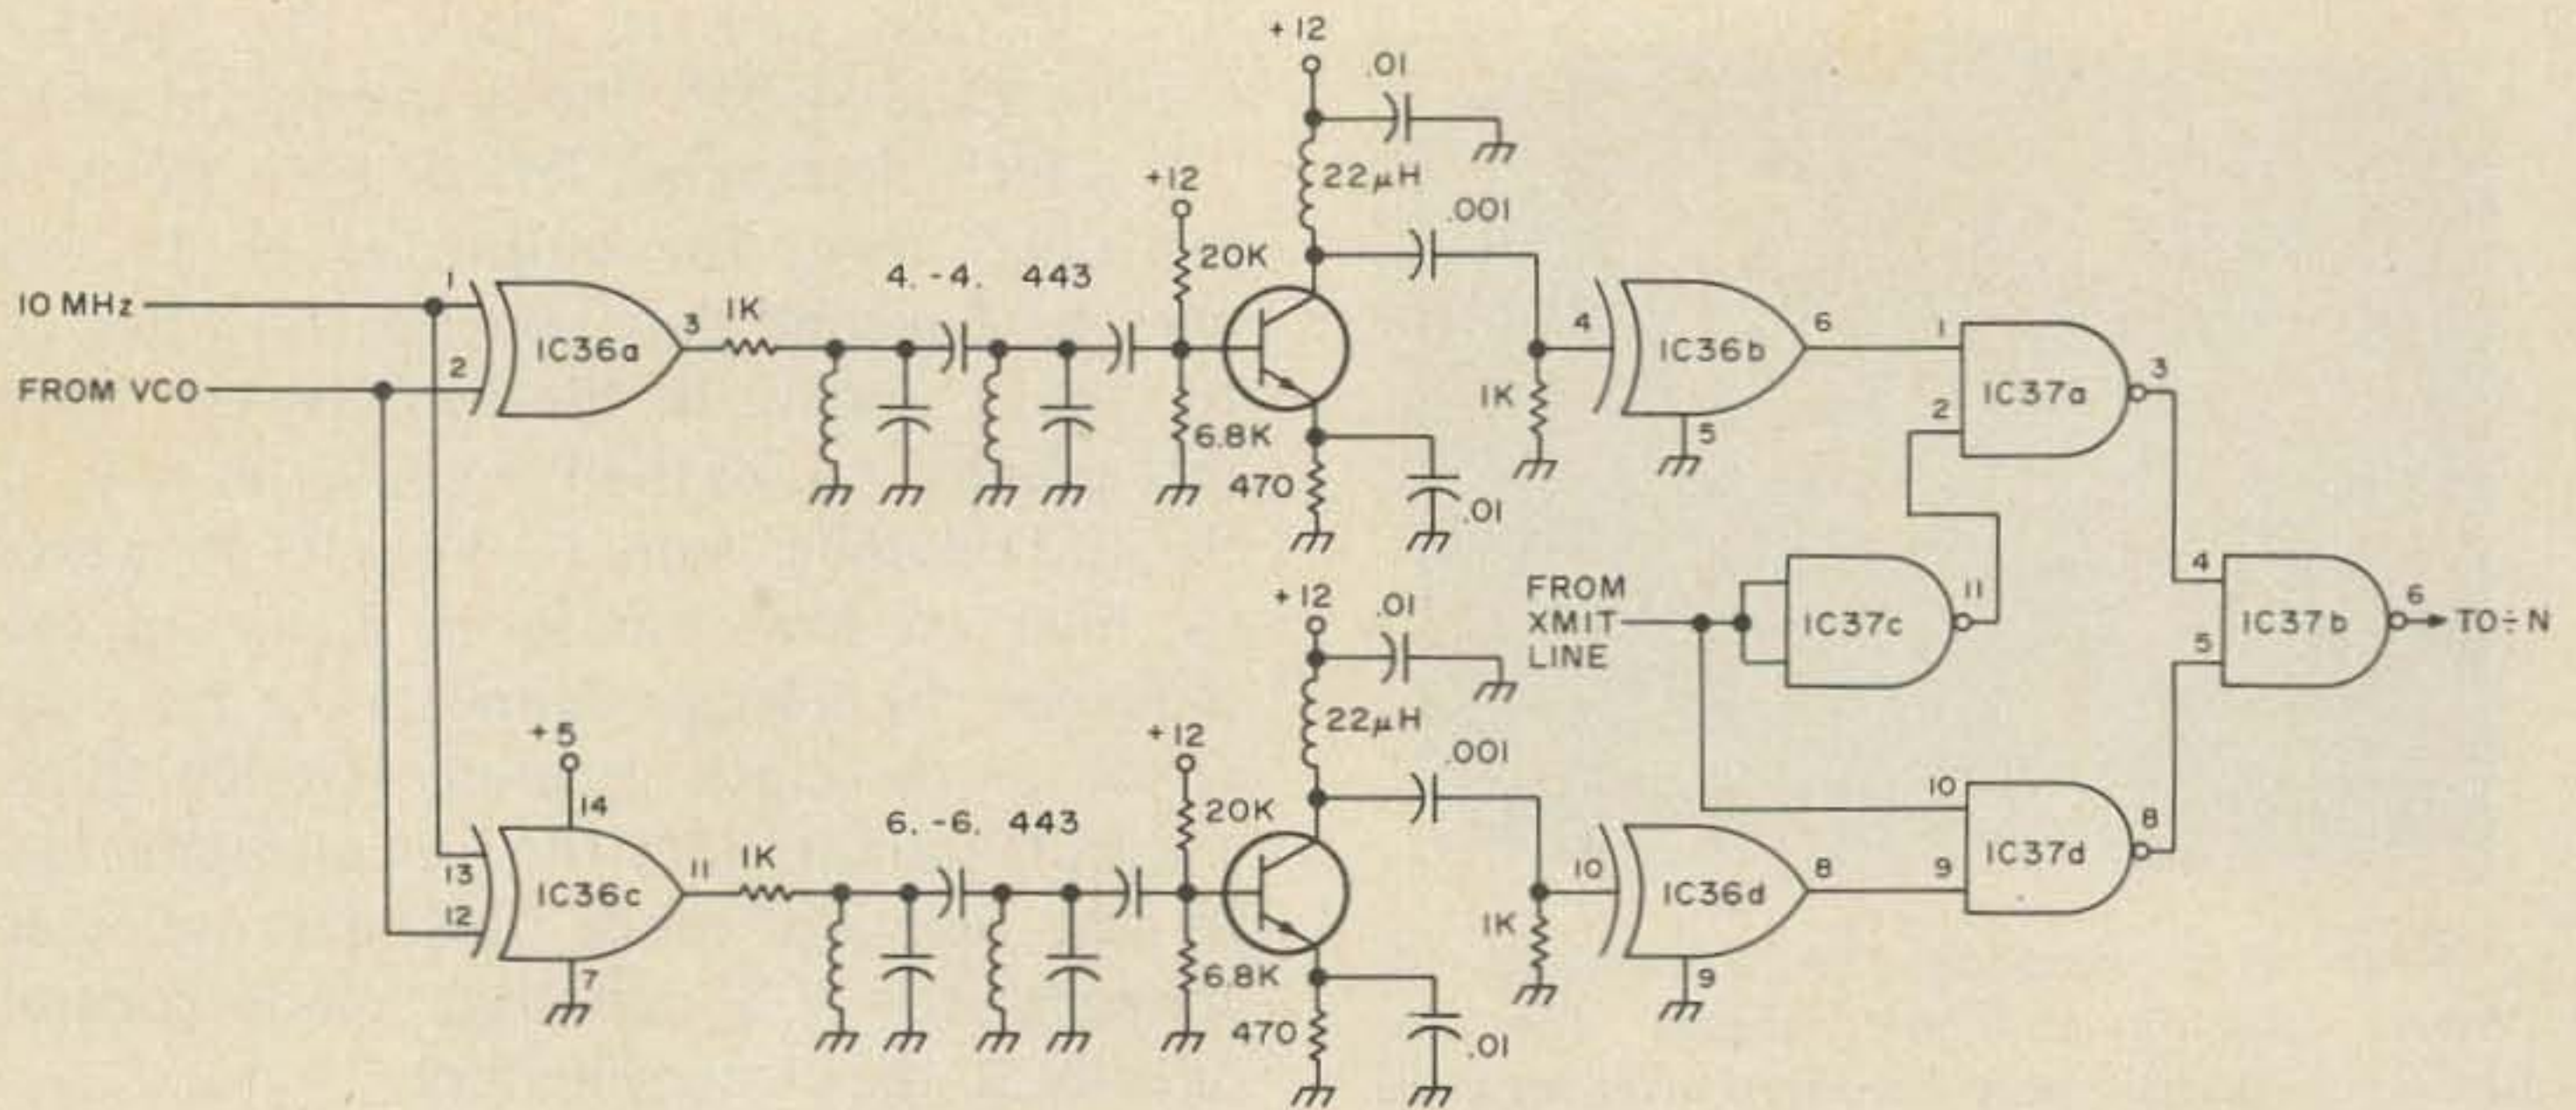 +12
.01
22µH
.001
+12
20K
4.-4. 443
10 MHz
1
IC36a
3
1K
2
FROM VCO
6.8K
470
.01
4
IC36b
6
1K
5
1
IC37a
3
2
FROM
XMIT
LINE
IC37c
11
4
IC37b
6
TO÷N
5
+12
.01
22µH
.001
+12
20K
6.-6. 443
+5
14
13
IC36c
11
1K
12
7
6.8K
470
.01
10
IC36d
8
1K
9
10
IC37d
8
9